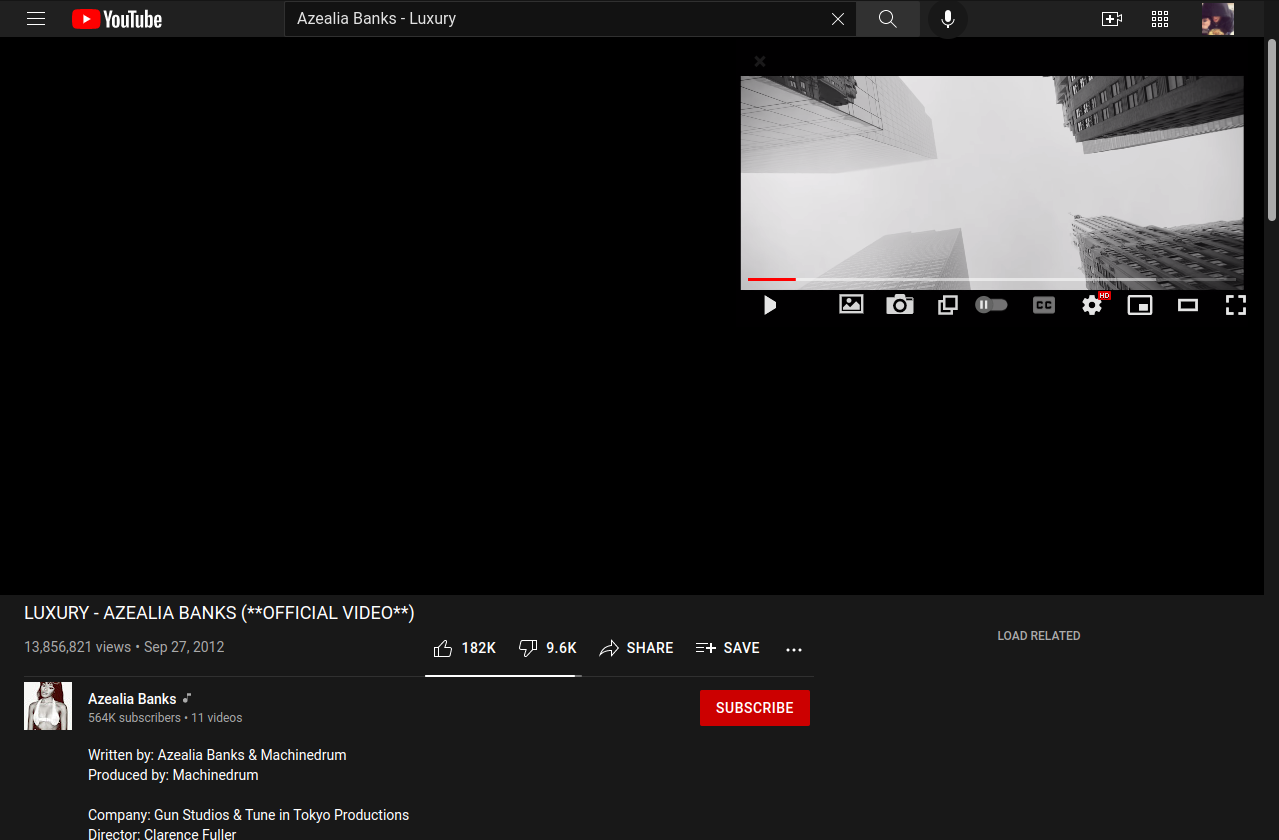 YouTube
Azealia Banks - Luxury
CC
HD
LUXURY - AZEALIA BANKS (**OFFICIAL VIDEO**)
13,856,821 views • Sep 27, 2012
182K
9.6K
SHARE
SAVE
LOAD RELATED
Azealia Banks
564K subscribers • 11 videos
SUBSCRIBE
Written by: Azealia Banks & Machinedrum
Produced by: Machinedrum
Company: Gun Studios & Tune in Tokyo Productions
Director: Clarence Fuller